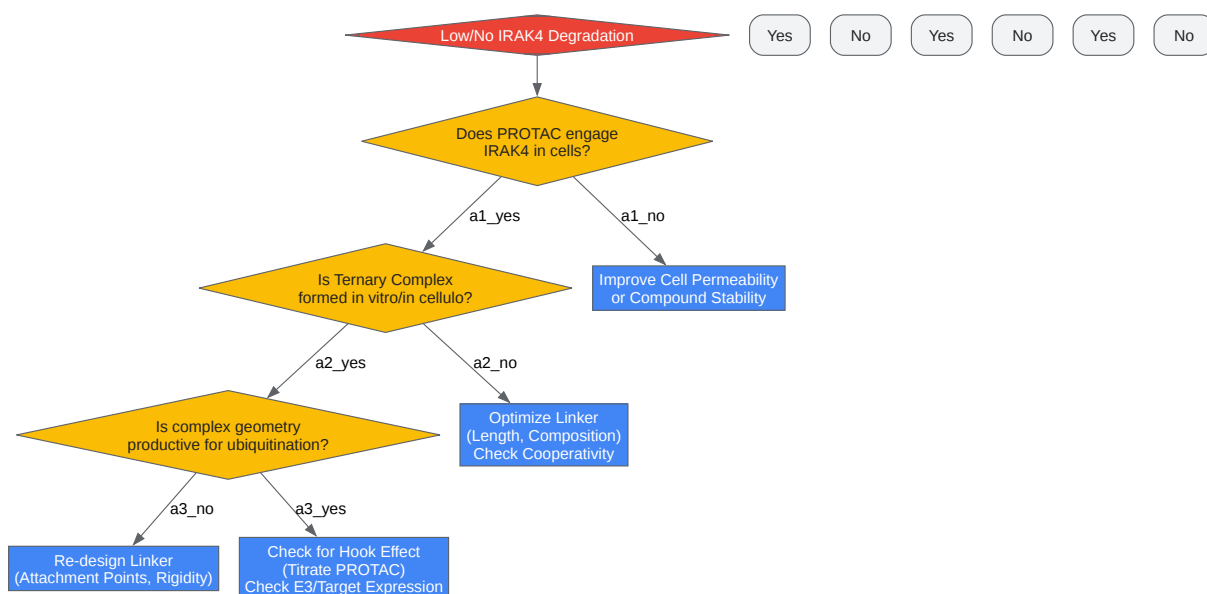 Low/No IRAK4 Degradation
Yes
No
Yes
No
Yes
No
Does PROTAC engage
IRAK4 in cells?
a1_yes
a1_no
Is Ternary Complex
formed in vitro/in cellulo?
Improve Cell Permeability
or Compound Stability
a2_yes
a2_no
Is complex geometry
productive for ubiquitination?
Optimize Linker
(Length, Composition)
Check Cooperativity
a3_no
a3_yes
Re-design Linker
(Attachment Points, Rigidity)
Check for Hook Effect
(Titrate PROTAC)
Check E3/Target Expression